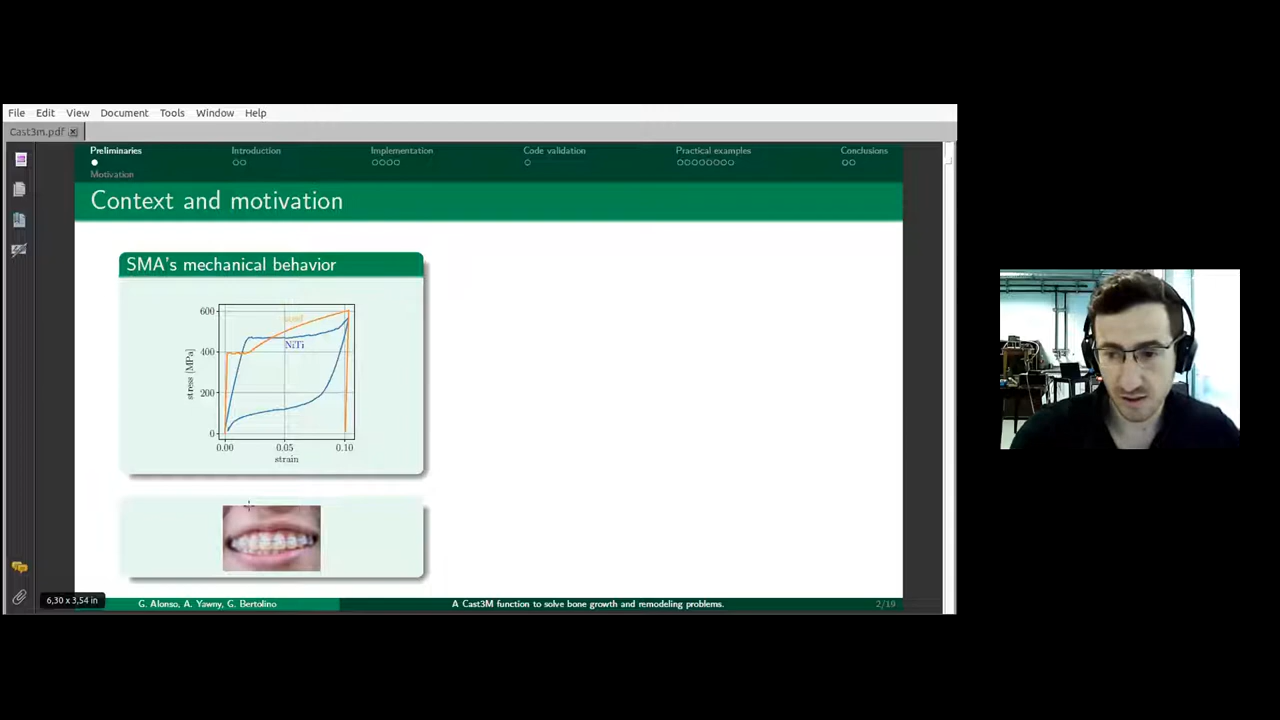 File Edit View Document Tools Window Help
Cast3m.pdf
Preliminaries Introduction Implementation Code validation Practical examples Conclusions
Motivation
Context and motivation
SMA's mechanical behavior
600
400
200
0
stress [MPa]
NiTi
0.00 0.05 0.10
strain
6,30 x 3,54 in
G. Alonso, A. Yawny, G. Bertolino
A Cast3M function to solve bone growth and remodeling problems.
2/19